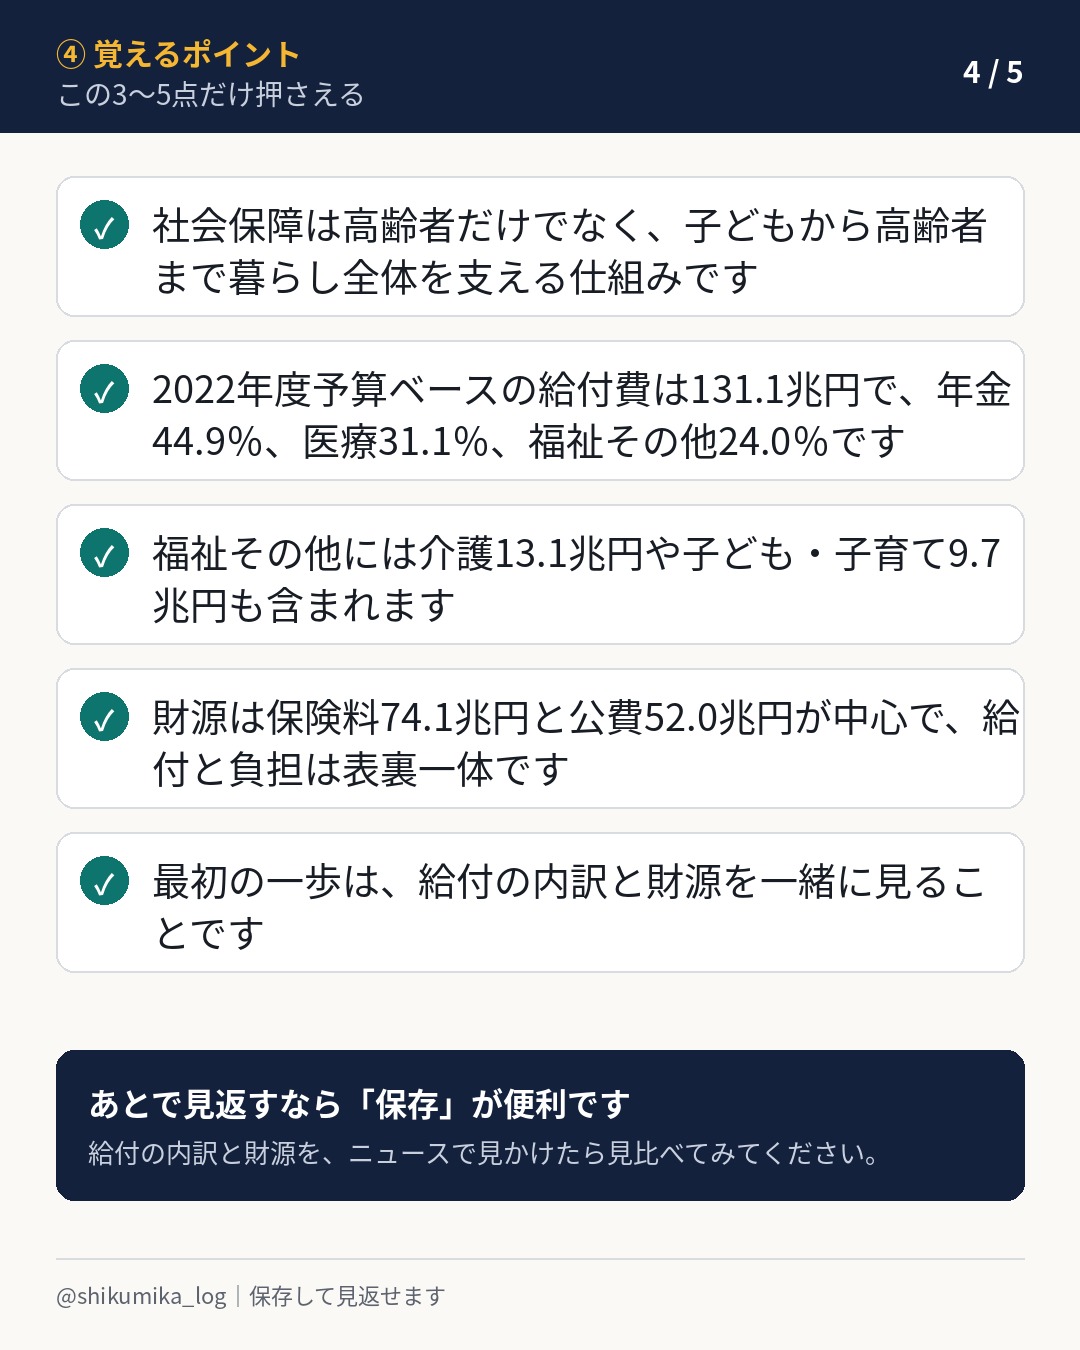 ④ 覚えるポイント
この3〜5点だけ押さえる
4 / 5
✓ 社会保障は高齢者だけでなく、子どもから高齢者
まで暮らし全体を支える仕組みです
✓ 2022年度予算ベースの給付費は131.1兆円で、年金
44.9%、医療31.1%、福祉その他24.0%です
✓ 福祉その他には介護13.1兆円や子ども・子育て9.7
兆円も含まれます
✓ 財源は保険料74.1兆円と公費52.0兆円が中心で、給
付と負担は表裏一体です
✓ 最初の一歩は、給付の内訳と財源を一緒に見るこ
とです
あとで見返すなら「保存」が便利です
給付の内訳と財源を、ニュースで見かけたら見比べてみてください。
@shikumika_log｜保存して見返せます